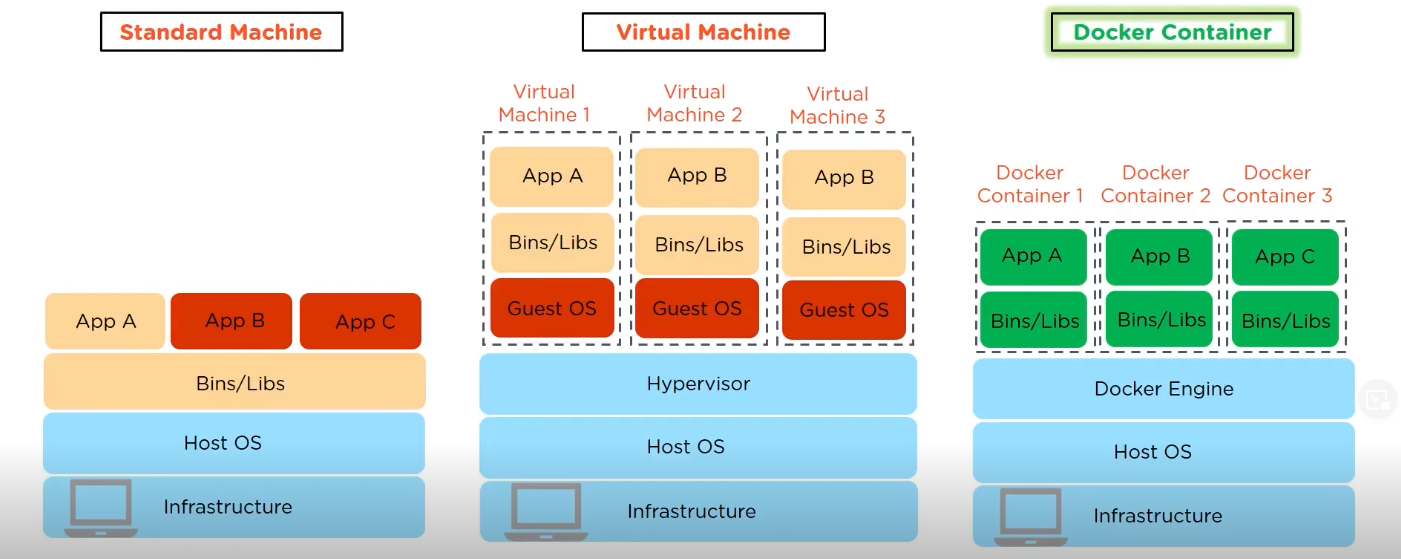 Standard Machine
App A
App B
App C
Bins/Libs
Host OS
Infrastructure
Virtual Machine
Virtual
Machine 1
Virtual
Machine 2
Virtual
Machine 3
App A
App B
App B
Bins/Libs
Bins/Libs
Bins/Libs
Guest OS
Guest OS
Guest OS
Hypervisor
Host OS
Infrastructure
Docker Container
Docker
Container 1
Docker
Container 2
Docker
Container 3
App A
App B
App C
Bins/Libs
Bins/Libs
Bins/Libs
Docker Engine
Host OS
Infrastructure